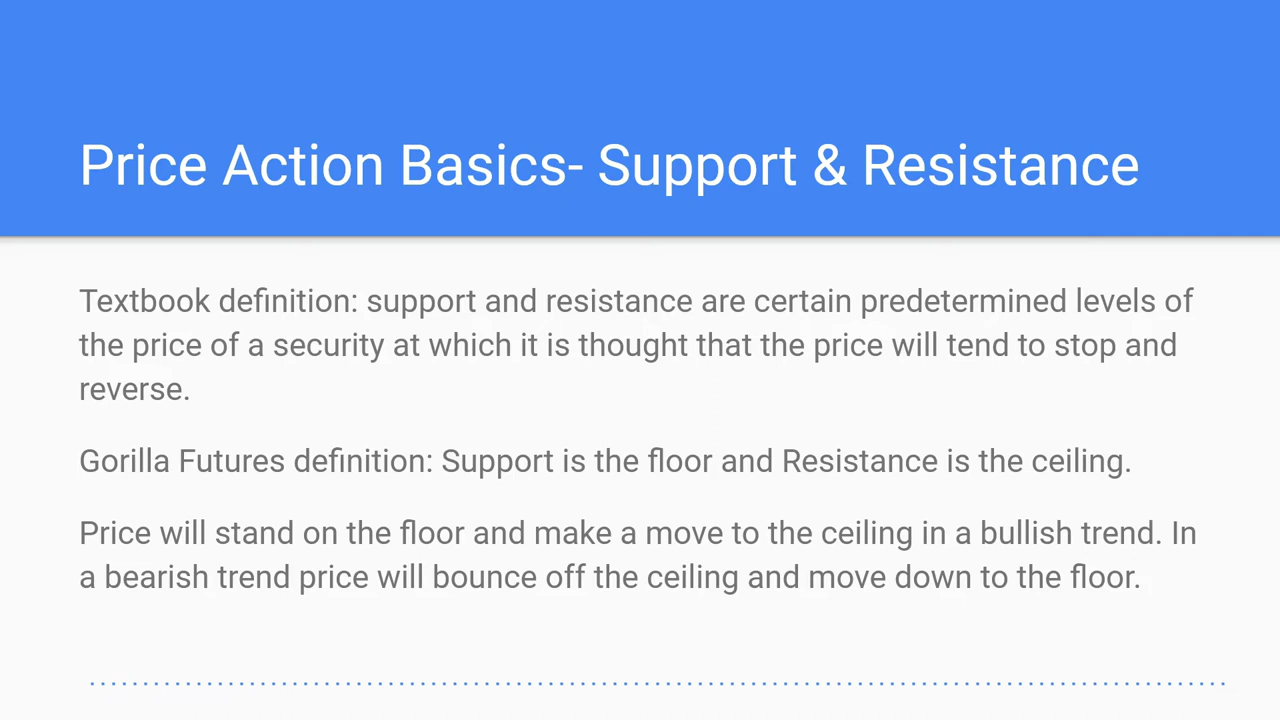 Price Action Basics- Support & Resistance
Textbook definition: support and resistance are certain predetermined levels of
the price of a security at which it is thought that the price will tend to stop and
reverse.
Gorilla Futures definition: Support is the floor and Resistance is the ceiling.
Price will stand on the floor and make a move to the ceiling in a bullish trend. In
a bearish trend price will bounce off the ceiling and move down to the floor.